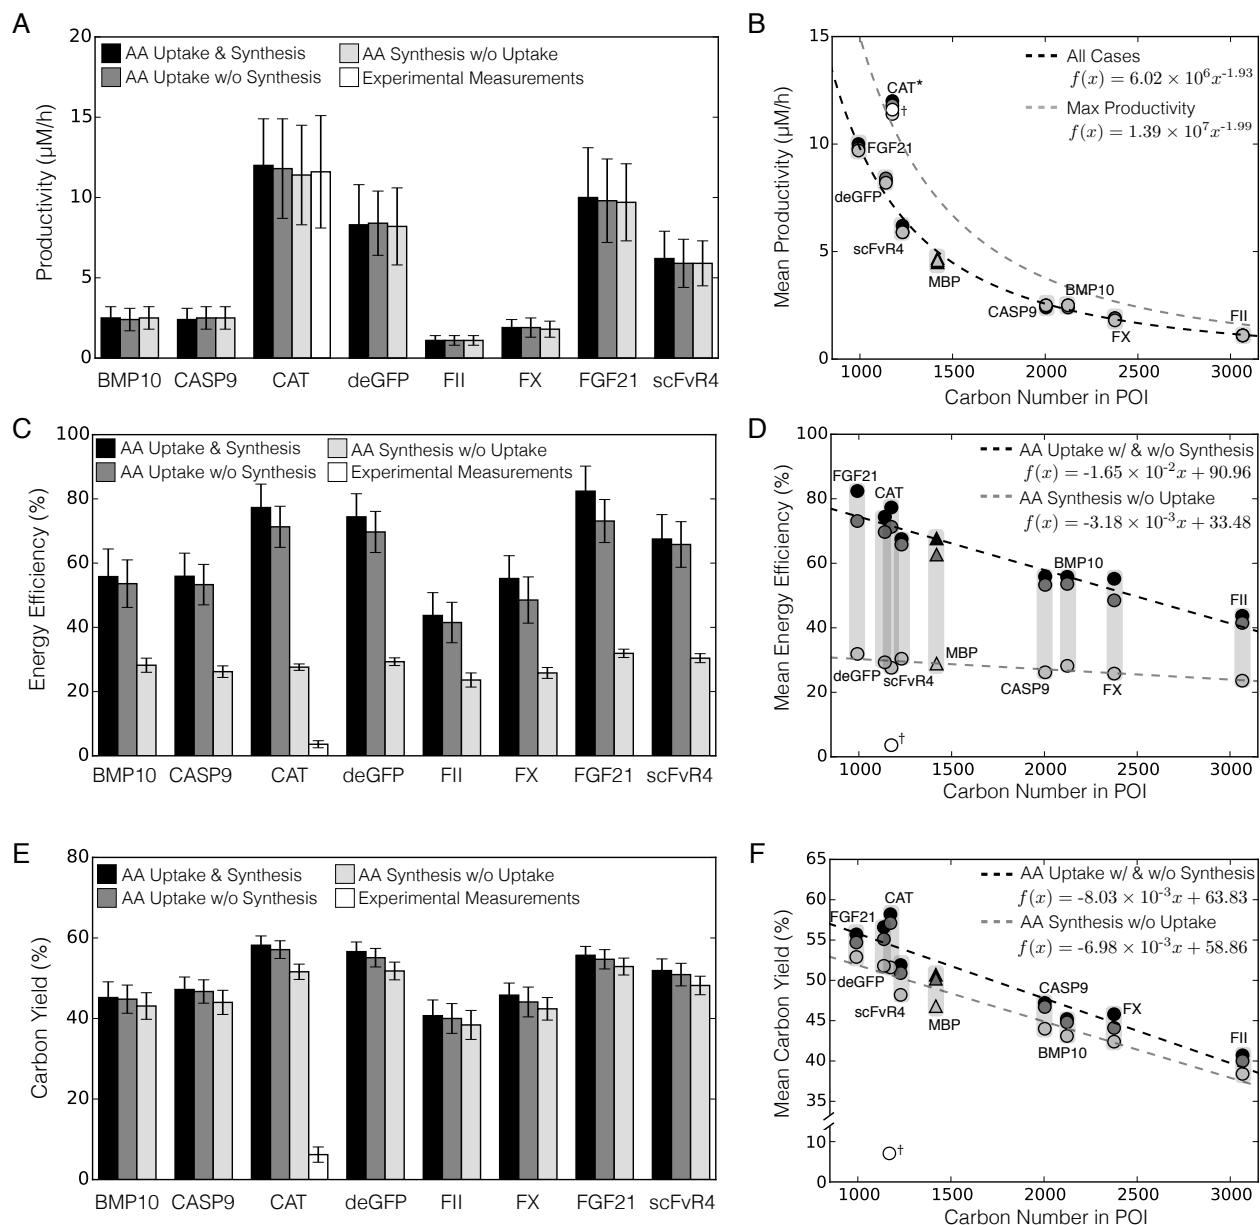 A
20
15
10
5
0
Productivity (μM/h)
AA Uptake & Synthesis
AA Uptake w/o Synthesis
AA Synthesis w/o Uptake
Experimental Measurements
BMP10 CASP9 CAT deGFP FII FX FGF21 scFvR4
B
15
10
5
0
Mean Productivity (μM/h)
All Cases
f(x) = 6.02 × 10^6x^-1.93
Max Productivity
f(x) = 1.39 × 10^7x^-1.99
CAT*
†
FGF21
deGFP
scFvR4
MBP
CASP9
BMP10
FX
FII
1000 1500 2000 2500 3000
Carbon Number in POI
C
100
80
60
40
20
0
Energy Efficiency (%)
AA Uptake & Synthesis
AA Uptake w/o Synthesis
AA Synthesis w/o Uptake
Experimental Measurements
BMP10 CASP9 CAT deGFP FII FX FGF21 scFvR4
D
100
80
60
40
20
0
Mean Energy Efficiency (%)
AA Uptake w/ & w/o Synthesis
f(x) = -1.65 × 10^-2x + 90.96
AA Synthesis w/o Uptake
f(x) = -3.18 × 10^-3x + 33.48
FGF21
CAT
BMP10
FII
MBP
deGFP
scFvR4
CASP9
FX
†
1000 1500 2000 2500 3000
Carbon Number in POI
E
80
60
40
20
0
Carbon Yield (%)
AA Uptake & Synthesis
AA Uptake w/o Synthesis
AA Synthesis w/o Uptake
Experimental Measurements
BMP10 CASP9 CAT deGFP FII FX FGF21 scFvR4
F
65
60
55
50
45
40
35
10
0
Mean Carbon Yield (%)
AA Uptake w/ & w/o Synthesis
f(x) = -8.03 × 10^-3x + 63.83
AA Synthesis w/o Uptake
f(x) = -6.98 × 10^-3x + 58.86
CAT
FGF21
deGFP
scFvR4
MBP
CASP9
BMP10
FX
FII
†
1000 1500 2000 2500 3000
Carbon Number in POI